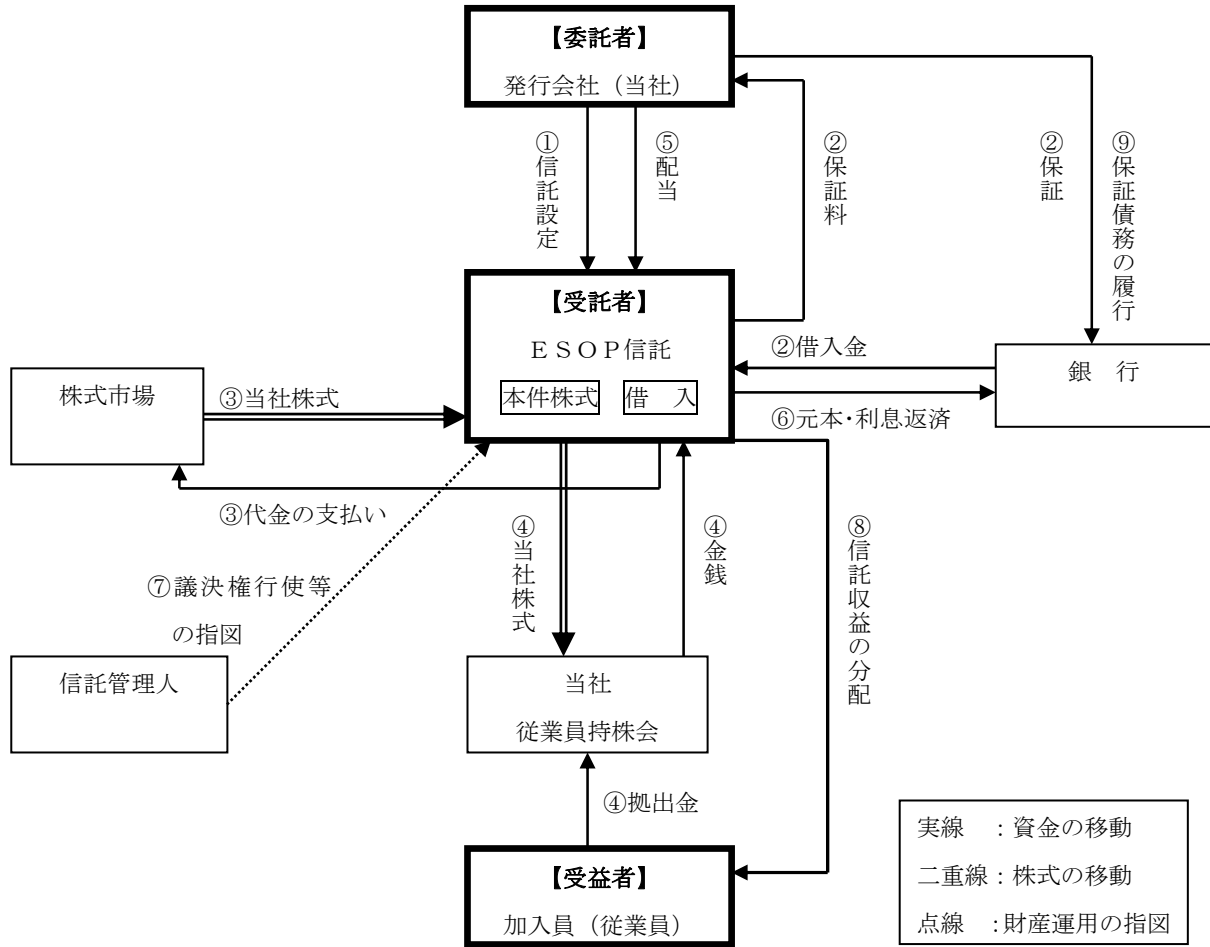 【委託者】
発行会社（当社）
①信託設定
⑤配当
②保証料
②保証
⑨保証債務の履行
【受託者】
ＥＳＯＰ信託
本件株式 借　入
②借入金
銀　行
⑥元本・利息返済
株式市場
③当社株式
③代金の支払い
④当社株式
④金銭
⑧信託収益の分配
⑦議決権行使等
の指図
信託管理人
当社
従業員持株会
④拠出金
【受益者】
加入員（従業員）
実線　：資金の移動
二重線：株式の移動
点線　：財産運用の指図